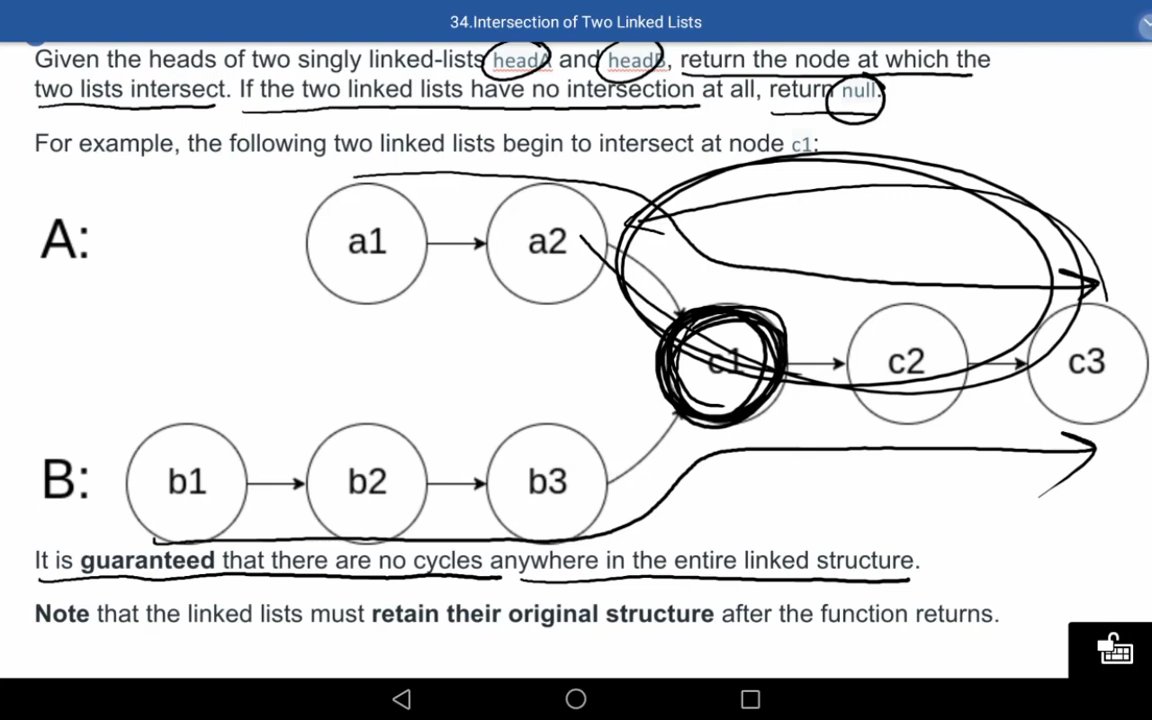 34.Intersection of Two Linked Lists
Given the heads of two singly linked-lists headA and headB, return the node at which the
two lists intersect. If the two linked lists have no intersection at all, return null.
For example, the following two linked lists begin to intersect at node c1:
A: a1 a2
c1 c2 c3
B: b1 b2 b3
It is guaranteed that there are no cycles anywhere in the entire linked structure.
Note that the linked lists must retain their original structure after the function returns.